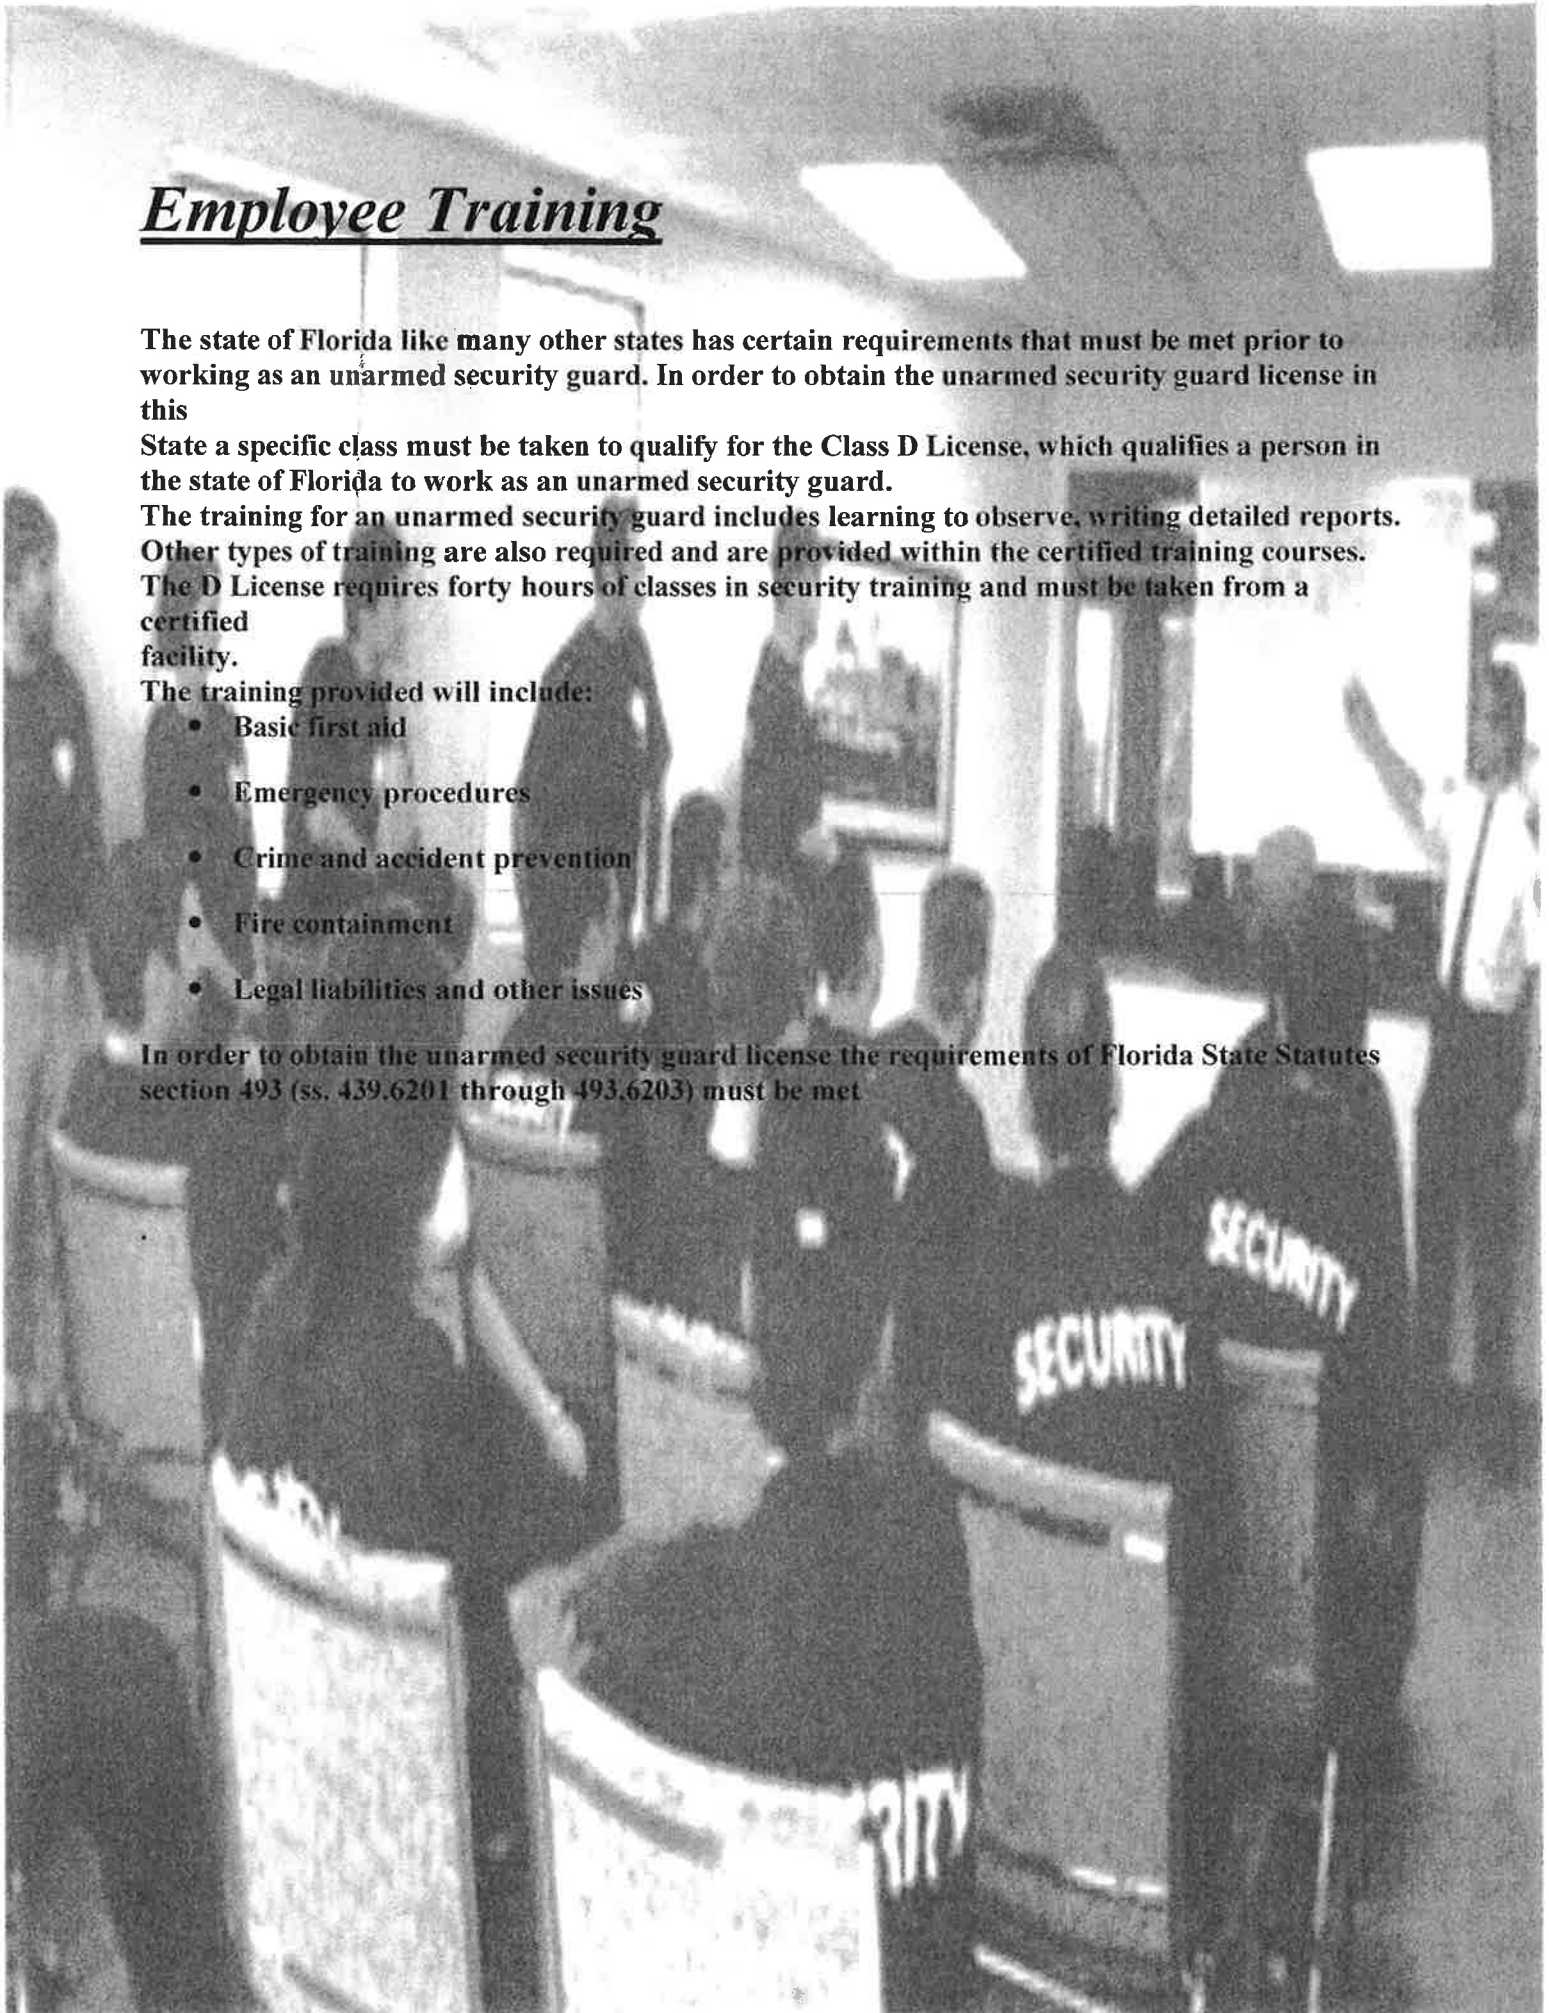 Employee Training
The state of Florida like many other states has certain requirements that must be met prior to
working as an unarmed security guard. In order to obtain the unarmed security guard license in
this
State a specific class must be taken to qualify for the Class D License, which qualifies a person in
the state of Florida to work as an unarmed security guard.
The training for an unarmed security guard includes learning to observe, writing detailed reports.
Other types of training are also required and are provided within the certified training courses.
The D License requires forty hours of classes in security training and must be taken from a
certified
facility.
The training provided will include:
• Basic first aid
• Emergency procedures
• Crime and accident prevention
• Fire containment
• Legal liabilities and other issues
In order to obtain the unarmed security guard license the requirements of Florida State Statutes
section 493 (ss. 439.6201 through 493.6203) must be met
SECURITY
SECURITY
RITY